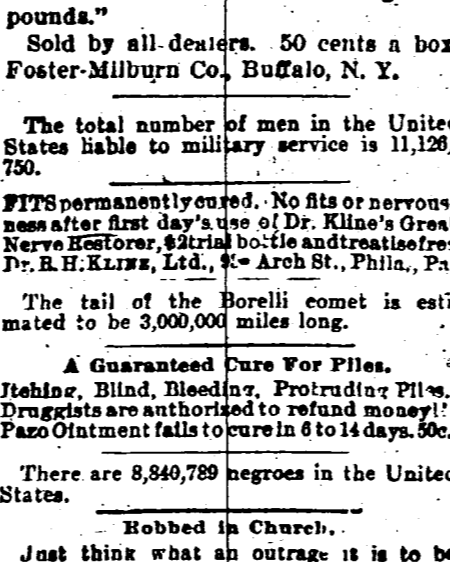 pounds."
Sold by all dealers. 50 cents a box
Foster-Milburn Co., Buffalo, N. Y.
The total number of men in the Unite
States liable to military service is 11,126,
750.
FITS permanently cured. No fits or nervous
ness after first day's use of Dr. Kline's Grea
Nerve Restorer, $2 trial bottle and treatise fre
Dr. R. H. KLINE, Ltd., Arch St., Phila., Pa
The tail of the Borelli comet is esti
mated to be 3,000,000 miles long.
A Guaranteed Cure For Piles.
Itching, Blind, Bleeding, Protruding Piles.
Druggists are authorized to refund money if
Pazo Ointment fails to cure in 6 to 14 days. 50c.
There are 8,840,789 negroes in the Unite
States.
Robbed in Church.
Just think what an outrage it is to be